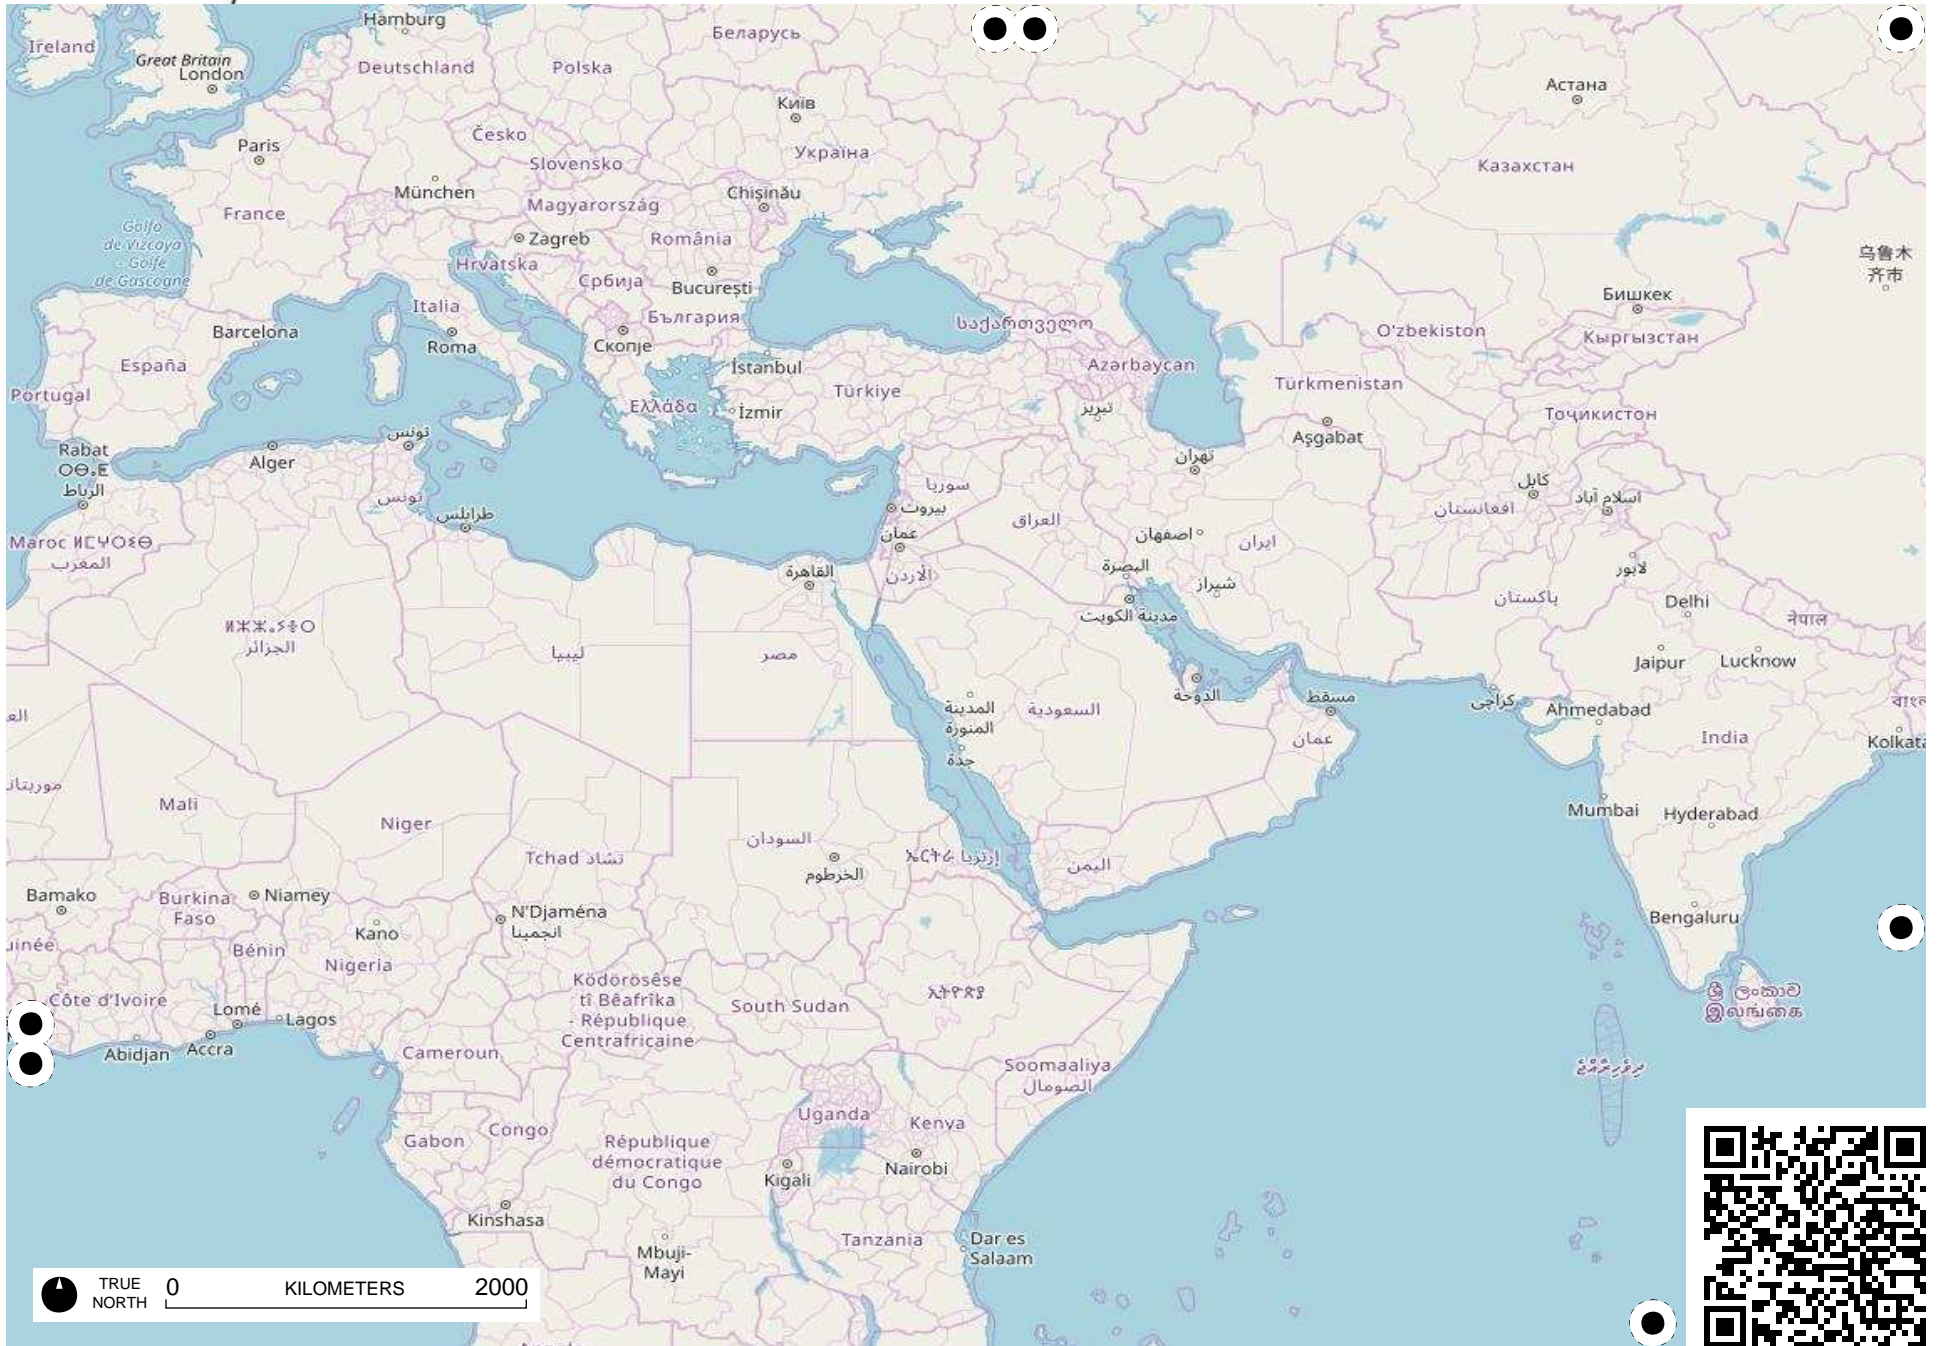 Hamburg
Ireland
Great Britain
London
Deutschland
Polska
Беларусь
Астана
Київ
Česko
Україна
Paris
Slovensko
Казахстан
München
Chișinău
Magyarország
France
Golfo
de Vizcaya
- Golfe
de Gascogne
Zagreb
România
Hrvatska
Србија
București
乌鲁木
齐市
Бишкек
Italia
България
Barcelona
Roma
Скопје
საქართველო
Oʻzbekiston
Кыргызстан
España
İstanbul
Azərbaycan
Türkiye
Türkmenistan
Portugal
Ελλάδα
İzmir
تبریز
Тоҷикистон
تونس
Aşgabat
Rabat
ⵔⴱⴰⵟ
الرباط
Alger
تهران
سوريا
کابل
تونس
بيروت
اسلام آباد
افغانستان
طرابلس
العراق
عمان
اصفهان
ایران
Maroc ⵍⵎⵖⵔⵉⴱ
المغرب
القاهرة
الأردن
البصرة
شیراز
لاہور
پاکستان
Delhi
مدينة الكويت
नेपाल
ⵍⵣⵣⴰⵢⴻⵔ
الجزائر
ليبيا
مصر
Jaipur
Lucknow
الدوحة
مسقط
کراچی
المدينة
المنورة
السعودية
Ahmedabad
India
عمان
Kolkata
جدة
Mali
Niger
Mumbai
Hyderabad
السودان
Tchad تشاد
ኤርትራ إرتريا
اليمن
الخرطوم
Bamako
Burkina
Faso
Niamey
N'Djaména
انجمينا
Kano
Bengaluru
Bénin
Nigeria
Ködörösêse
tî Bêafrîka
- République
Centrafricaine
South Sudan
ኢትዮጵያ
ශ්‍රී ලංකාව
இலங்கை
Côte d'Ivoire
Lomé
Lagos
Abidjan
Accra
Cameroun
Soomaaliya
الصومال
ދިވެހިރާއްޖެ
Uganda
Kenya
Gabon
Congo
République
démocratique
du Congo
Kigali
Nairobi
Kinshasa
Tanzania
Dar es
Salaam
Mbuji-
Mayi
TRUE
NORTH
0 KILOMETERS 2000